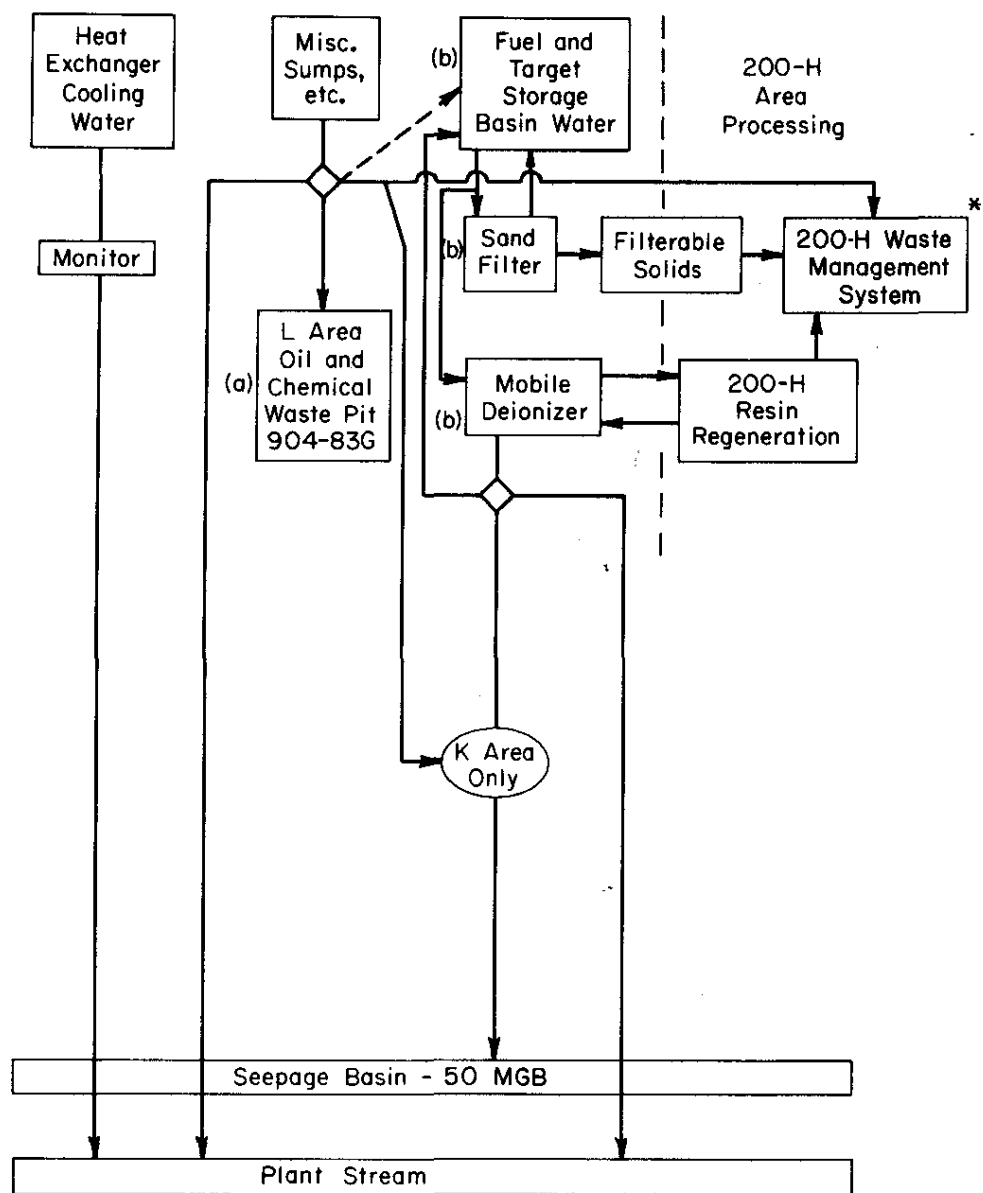 Heat
Exchanger
Cooling
Water
Misc.
Sumps,
etc.
(b)
Fuel and
Target
Storage
Basin Water
200-H
Area
Processing
Monitor
(b)
Sand
Filter
Filterable
Solids
*
200-H Waste
Management
System
(a)
L Area
Oil and
Chemical
Waste Pit
904-83G
(b)
Mobile
Deionizer
200-H
Resin
Regeneration
K Area
Only
Seepage Basin - 50 MGB
Plant Stream